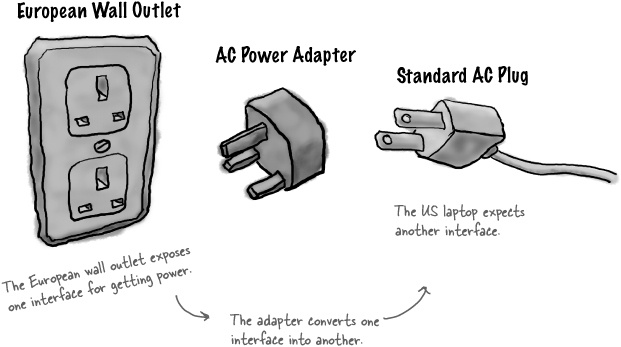 European Wall Outlet
AC Power Adapter
Standard AC Plug
The US laptop expects
another interface.
The European wall outlet exposes
one interface for getting power.
The adapter converts one
interface into another.